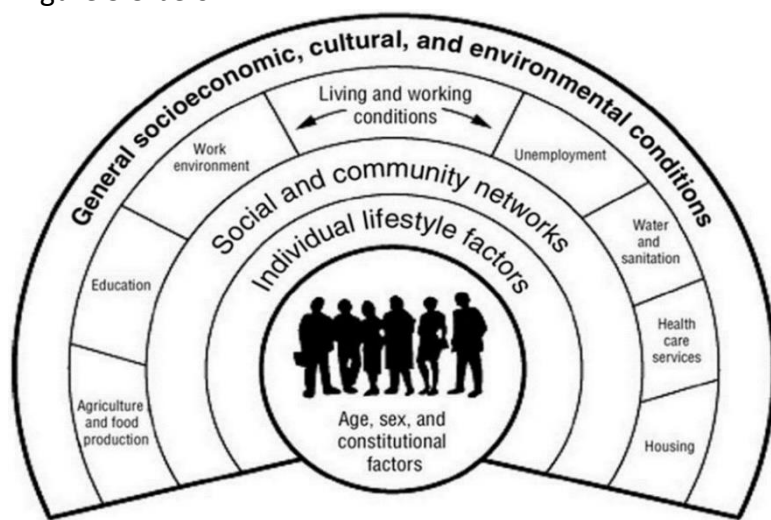 General socioeconomic, cultural, and environmental conditions
Living and working
conditions
Work
environment
Unemployment
Education
Water
and
sanitation
Agriculture
and food
production
Health
care
services
Housing
Social and community networks
Individual lifestyle factors
Age, sex, and
constitutional
factors